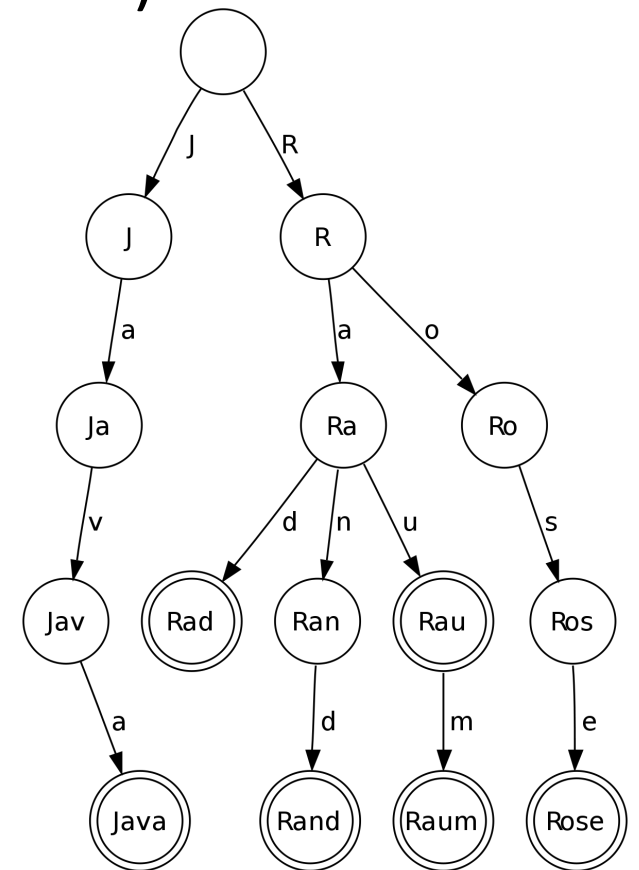 J R
J R
a a o
Ja Ra Ro
v d n u s
Jav Rad Ran Rau Ros
a d m e
Java Rand Raum Rose